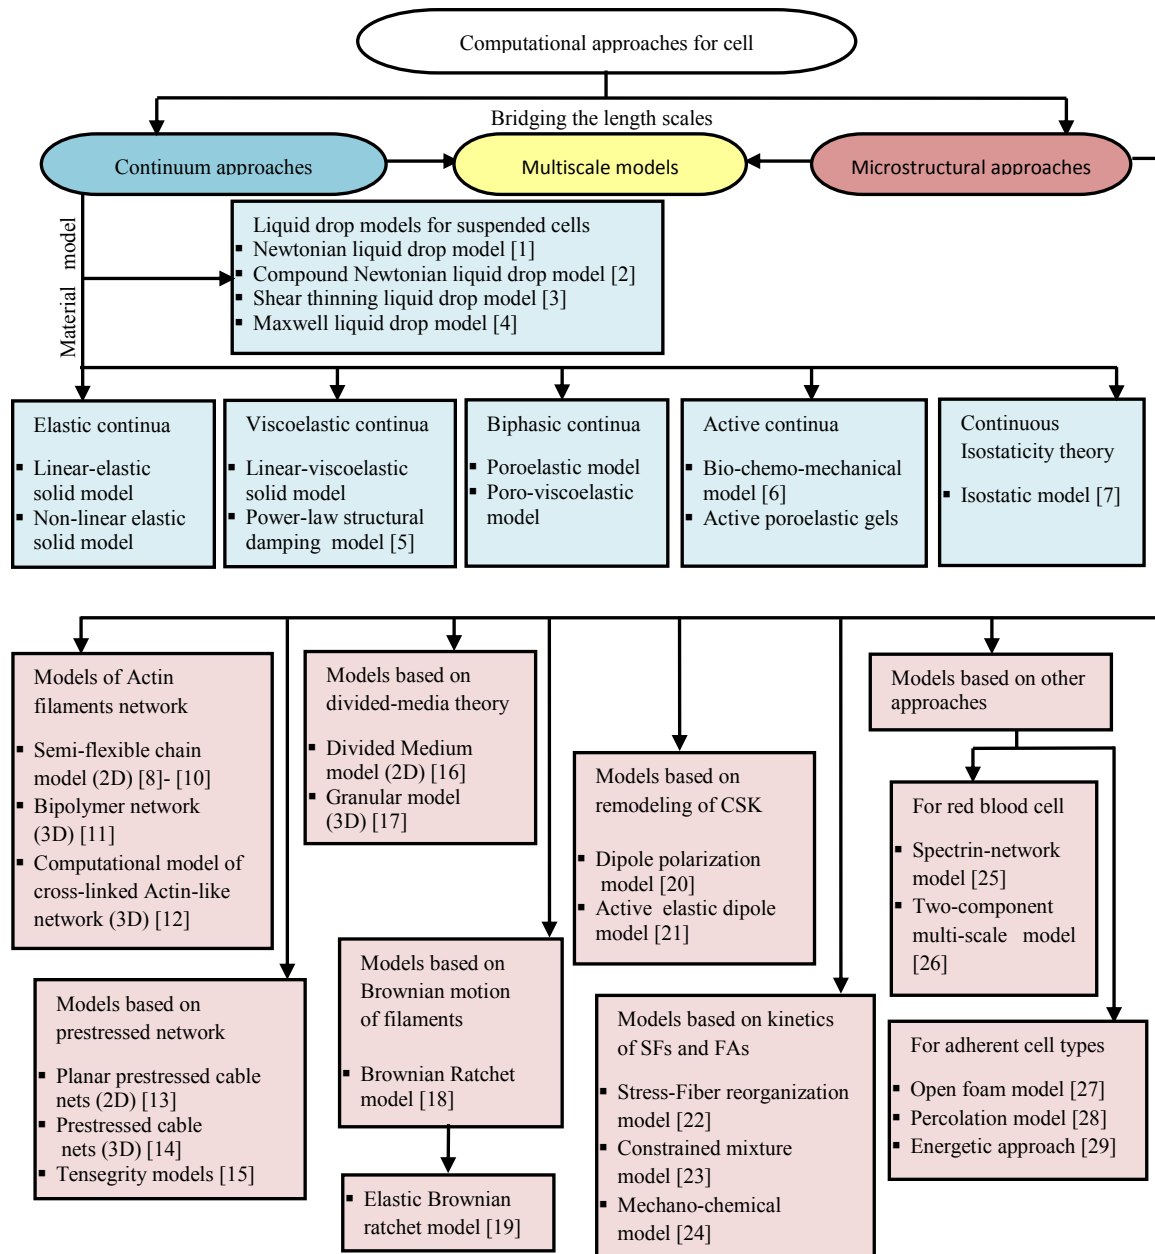 Computational approaches for cell
Bridging the length scales
Continuum approaches
Multiscale models
Microstructural approaches
Material model
Liquid drop models for suspended cells
▪ Newtonian liquid drop model [1]
▪ Compound Newtonian liquid drop model [2]
▪ Shear thinning liquid drop model [3]
▪ Maxwell liquid drop model [4]
Elastic continua
▪ Linear-elastic
solid model
▪ Non-linear elastic
solid model
Viscoelastic continua
▪ Linear-viscoelastic
solid model
▪ Power-law structural
damping model [5]
Biphasic continua
▪ Poroelastic model
▪ Poro-viscoelastic
model
Active continua
▪ Bio-chemo-mechanical
model [6]
▪ Active poroelastic gels
Continuous
Isostaticity theory
▪ Isostatic model [7]
Models of Actin
filaments network
▪ Semi-flexible chain
model (2D) [8]- [10]
▪ Bipolymer network
(3D) [11]
▪ Computational model of
cross-linked Actin-like
network (3D) [12]
Models based on
prestressed network
▪ Planar prestressed cable
nets (2D) [13]
▪ Prestressed cable
nets (3D) [14]
▪ Tensegrity models [15]
Models based on
divided-media theory
▪ Divided Medium
model (2D) [16]
▪ Granular model
(3D) [17]
Models based on
Brownian motion
of filaments
▪ Brownian Ratchet
model [18]
▪ Elastic Brownian
ratchet model [19]
Models based on
remodeling of CSK
▪ Dipole polarization
model [20]
▪ Active elastic dipole
model [21]
Models based on kinetics
of SFs and FAs
▪ Stress-Fiber reorganization
model [22]
▪ Constrained mixture
model [23]
▪ Mechano-chemical
model [24]
Models based on other
approaches
For red blood cell
▪ Spectrin-network
model [25]
▪ Two-component
multi-scale model
[26]
For adherent cell types
▪ Open foam model [27]
▪ Percolation model [28]
▪ Energetic approach [29]